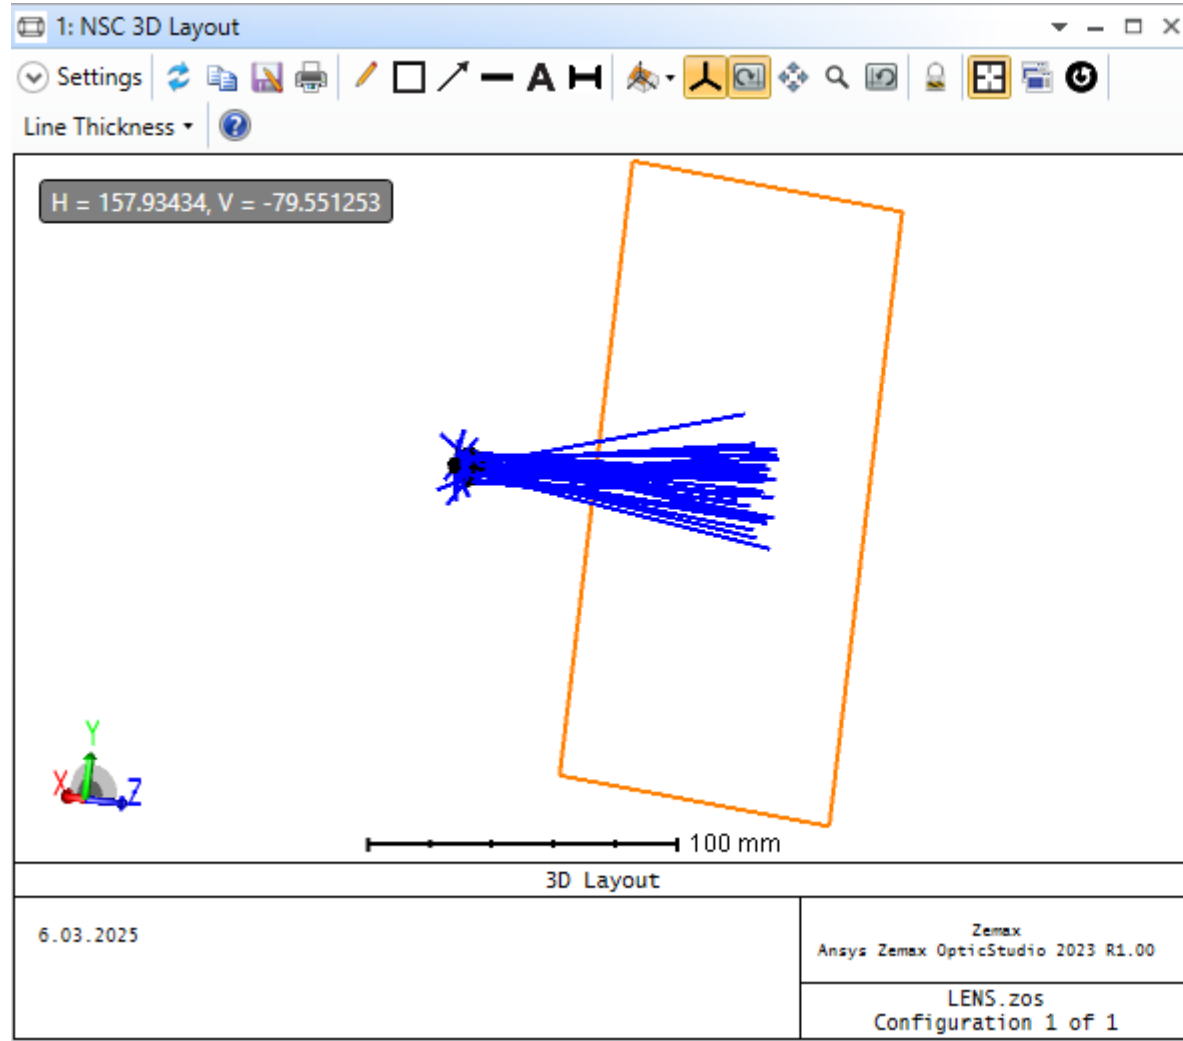 1: NSC 3D Layout
Settings
A
Line Thickness
?
H = 157.93434, V = -79.551253
Y
X
Z
100 mm
3D Layout
6.03.2025
Zemax
Ansys Zemax OpticStudio 2023 R1.00
LENS.zos
Configuration 1 of 1